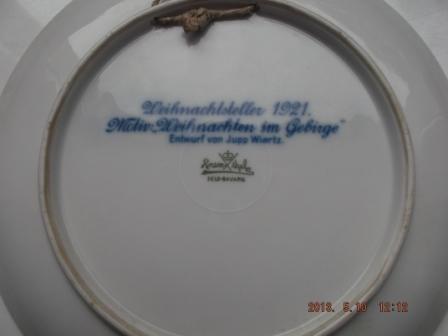 Weihnachtsteller 1921.
Motiv: „Weihnachten im Gebirge"
Entwurf von Jupp Wiertz.
Rosenthal
SELB-BAVARIA
2013. 5.10 12:12